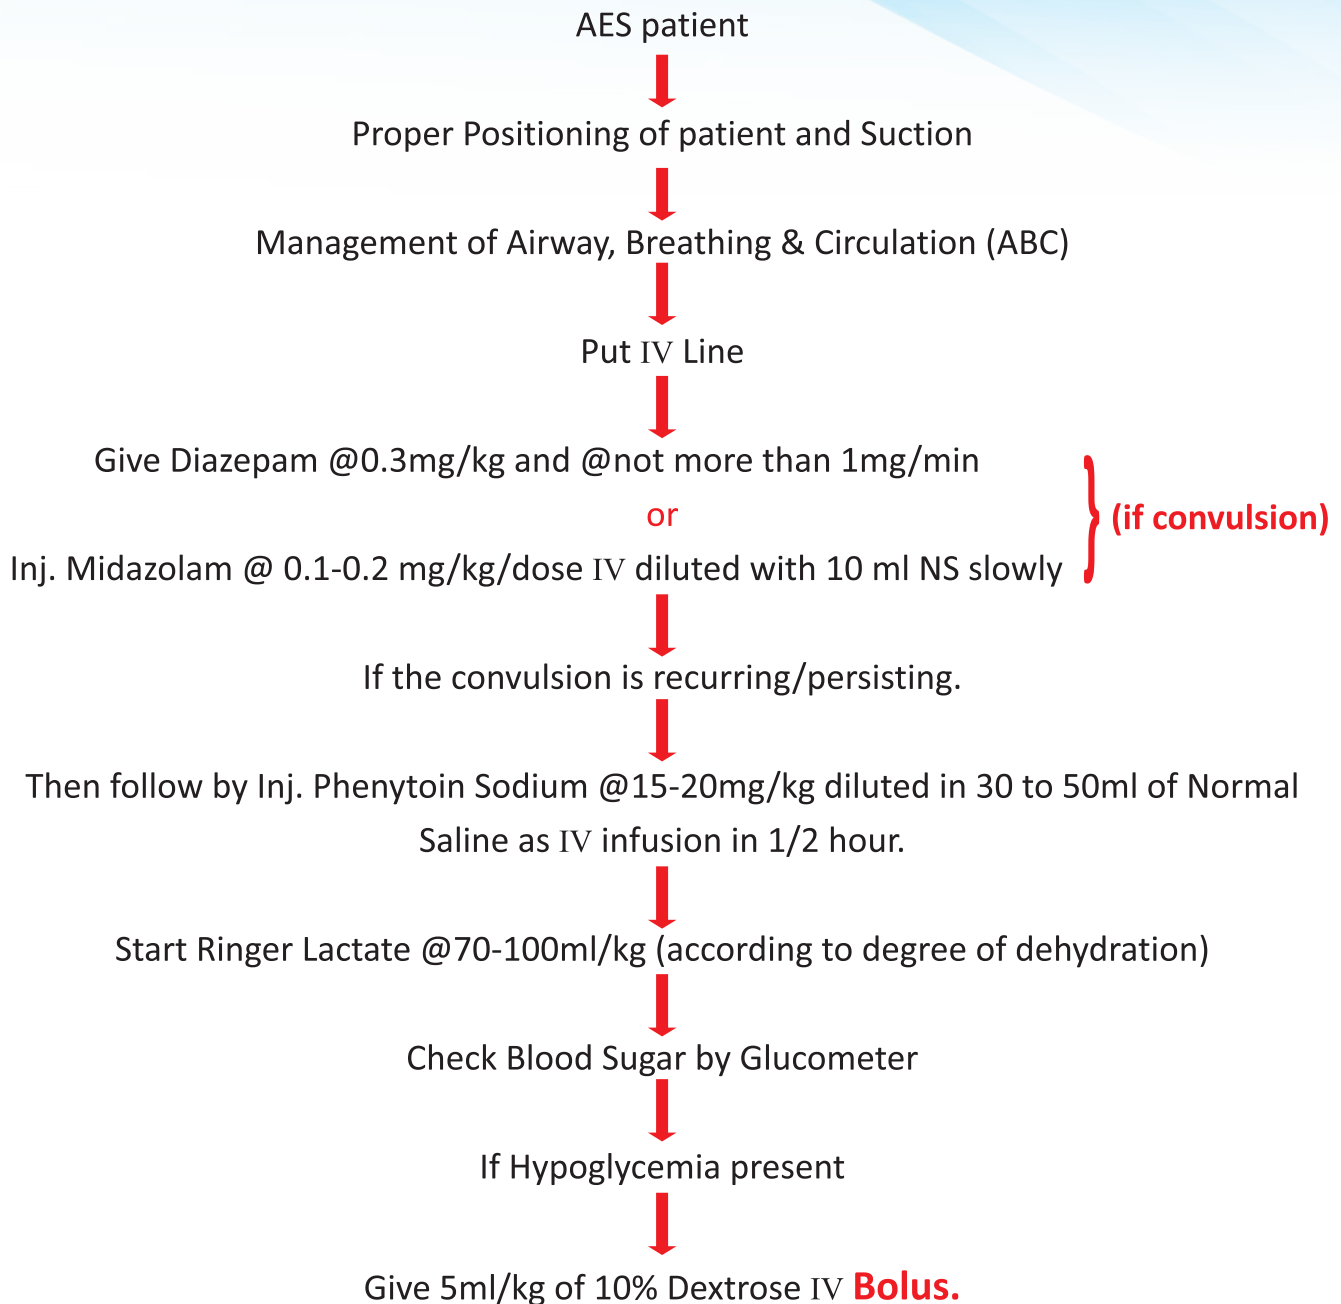 AES patient
Proper Positioning of patient and Suction
Management of Airway, Breathing & Circulation (ABC)
Put IV Line
Give Diazepam @0.3mg/kg and @not more than 1mg/min
or
(if convulsion)
Inj. Midazolam @ 0.1-0.2 mg/kg/dose IV diluted with 10 ml NS slowly
If the convulsion is recurring/persisting.
Then follow by Inj. Phenytoin Sodium @15-20mg/kg diluted in 30 to 50ml of Normal
Saline as IV infusion in 1/2 hour.
Start Ringer Lactate @70-100ml/kg (according to degree of dehydration)
Check Blood Sugar by Glucometer
If Hypoglycemia present
Give 5ml/kg of 10% Dextrose IV Bolus.